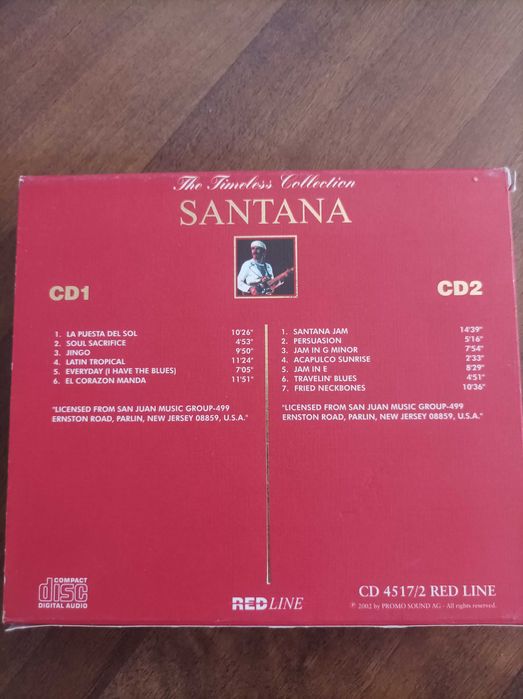 The Timeless Collection
SANTANA
CD1
1. LA PUESTA DEL SOL 10'26"
2. SOUL SACRIFICE 4'53"
3. JINGO 9'50"
4. LATIN TROPICAL 11'24"
5. EVERYDAY (I HAVE THE BLUES) 7'05"
6. EL CORAZON MANDA 11'51"
"LICENSED FROM SAN JUAN MUSIC GROUP-499
ERNSTON ROAD, PARLIN, NEW JERSEY 08859, U.S.A."
CD2
1. SANTANA JAM 14'39"
2. PERSUASION 5'16"
3. JAM IN G MINOR 7'54"
4. ACAPULCO SUNRISE 2'33"
5. JAM IN E 8'29"
6. TRAVELIN' BLUES 4'51"
7. FRIED NECKBONES 10'36"
"LICENSED FROM SAN JUAN MUSIC GROUP-499
ERNSTON ROAD, PARLIN, NEW JERSEY 08859, U.S.A."
COMPACT
disc
DIGITAL AUDIO
REDLINE
CD 4517/2 RED LINE
℗ 2002 by PROMO SOUND AG - All rights reserved.